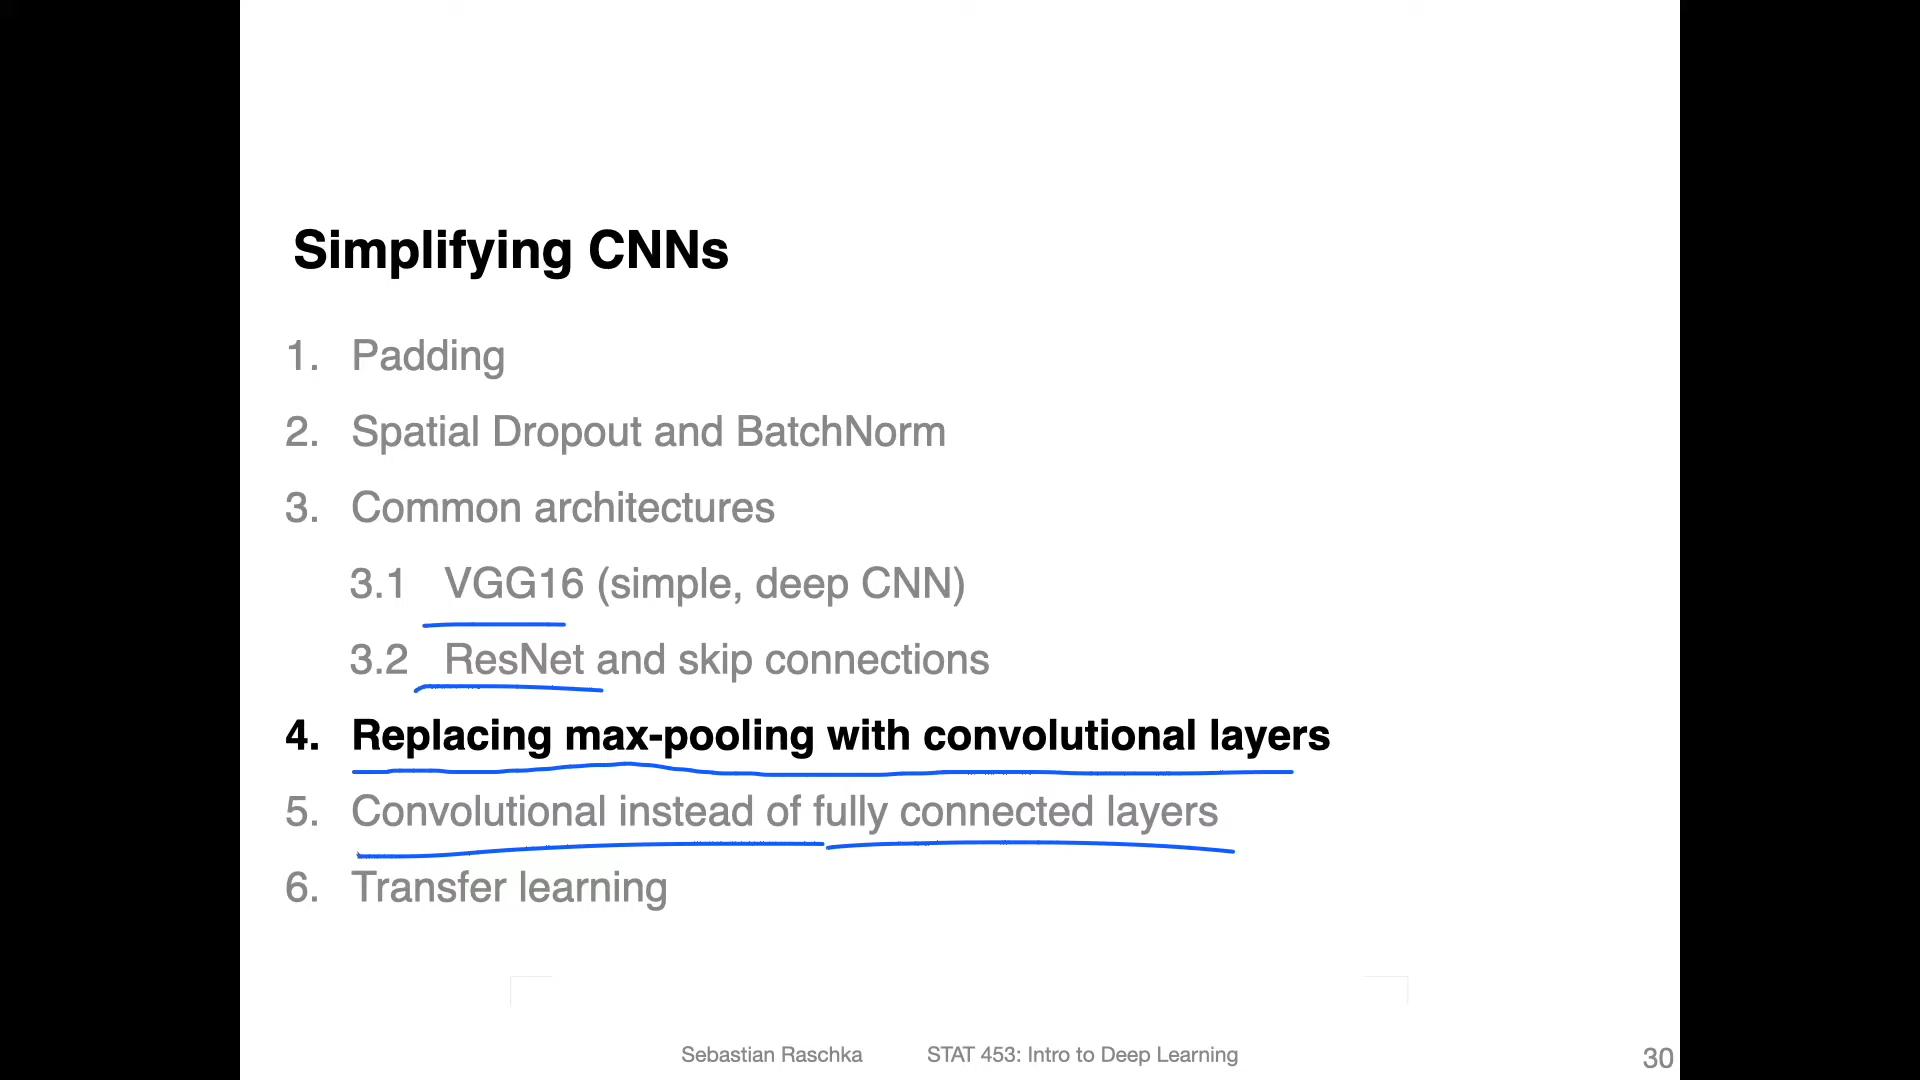 Simplifying CNNs
1. Padding
2. Spatial Dropout and BatchNorm
3. Common architectures
3.1 VGG16 (simple, deep CNN)
3.2 ResNet and skip connections
4. Replacing max-pooling with convolutional layers
5. Convolutional instead of fully connected layers
6. Transfer learning
Sebastian Raschka STAT 453: Intro to Deep Learning 30